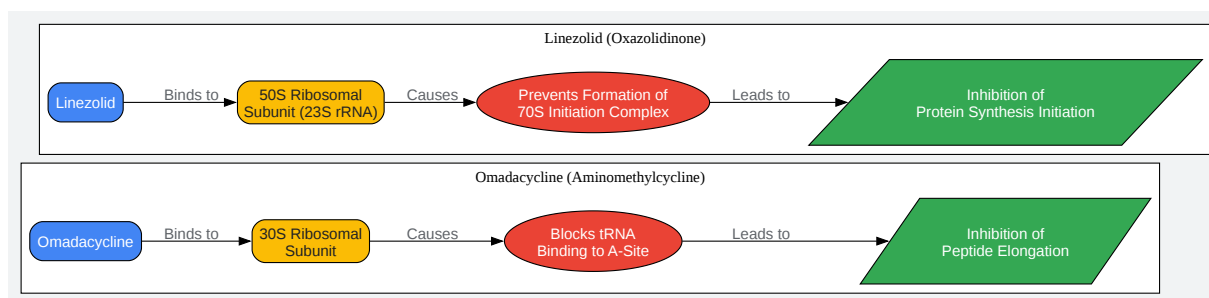 Linezolid (Oxazolidinone)
Linezolid
Binds to
50S Ribosomal
Subunit (23S rRNA)
Causes
Prevents Formation of
70S Initiation Complex
Leads to
Inhibition of
Protein Synthesis Initiation
Omadacycline (Aminomethylcycline)
Omadacycline
Binds to
30S Ribosomal
Subunit
Causes
Blocks tRNA
Binding to A-Site
Leads to
Inhibition of
Peptide Elongation